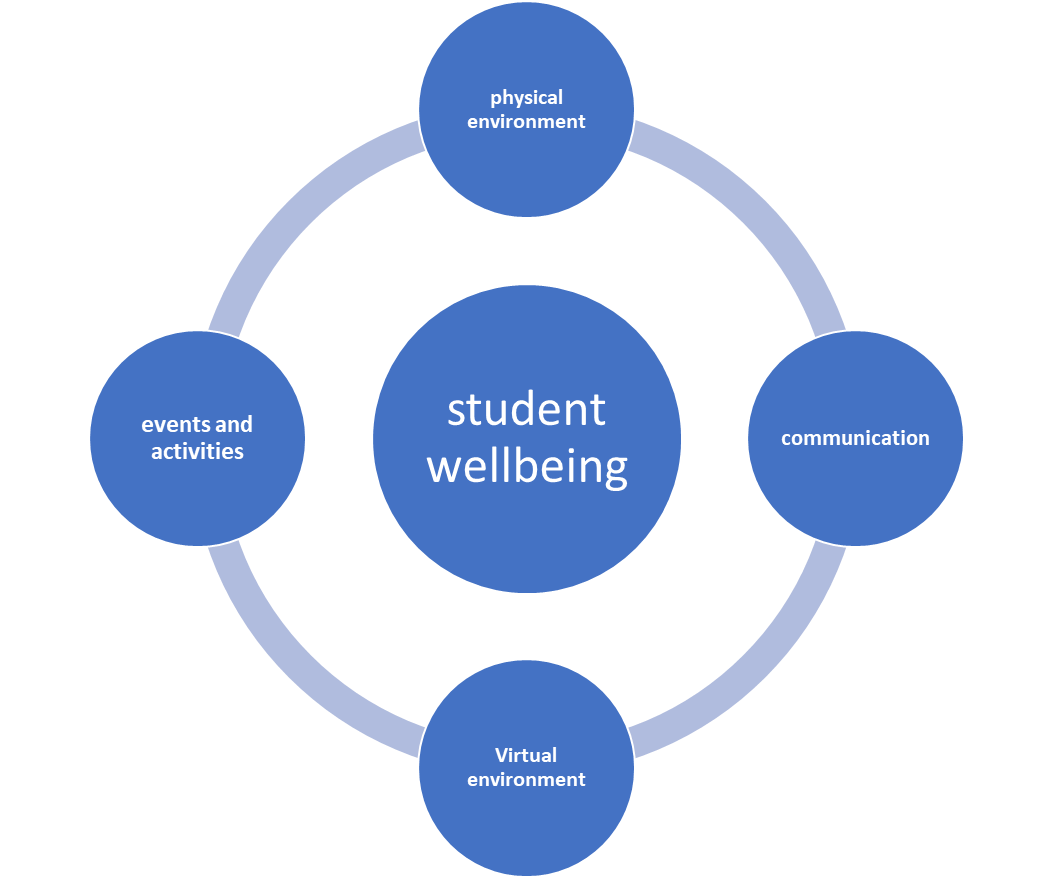 physical
environment
events and
activities
student
wellbeing
communication
Virtual
environment